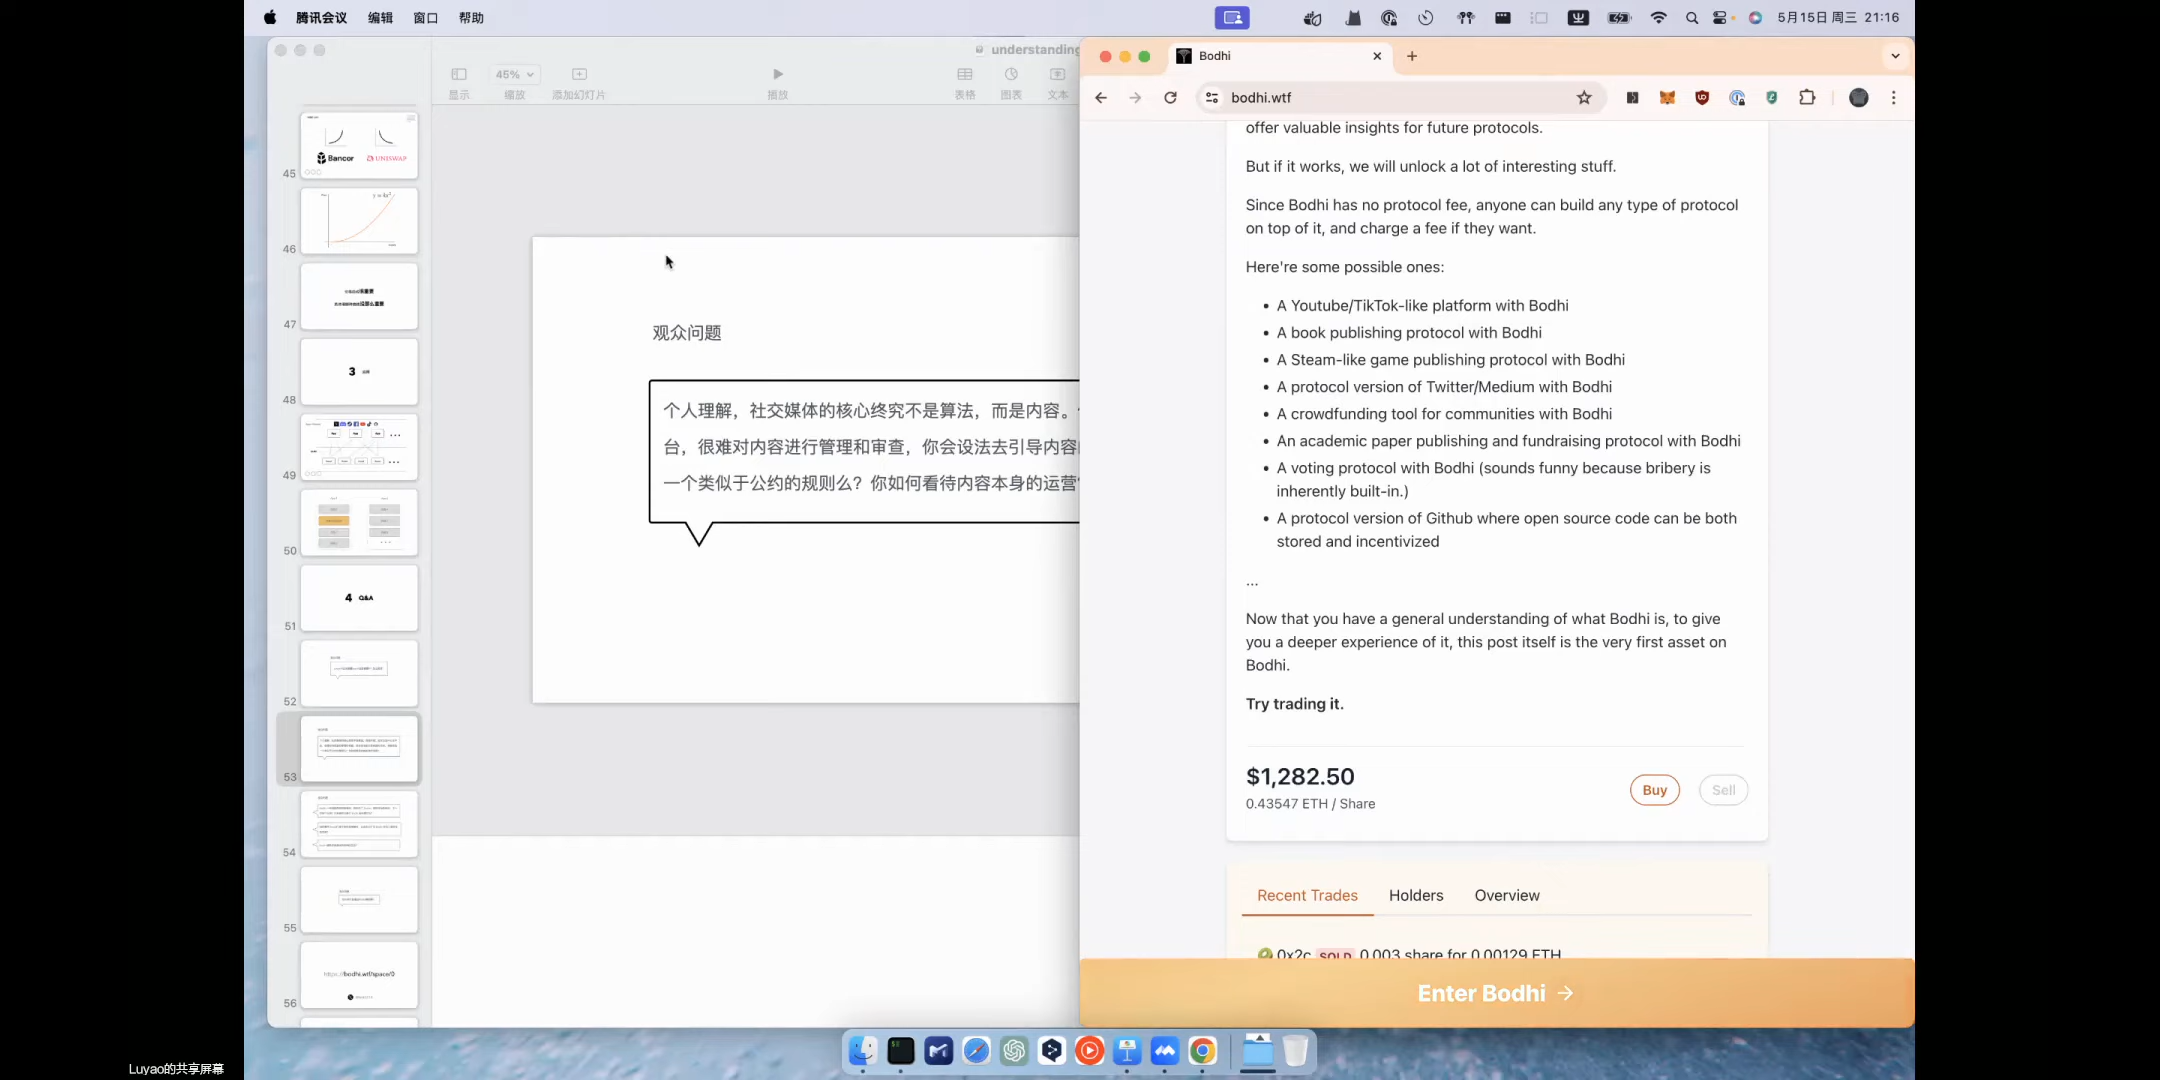 腾讯会议 编辑 窗口 帮助
5月15日 周三 21:16
understanding
45%
显示 缩放 添加幻灯片 播放 表格 图表 文本
Bancor UNISWAP
45
46
47
3
48
49
50
4 Q&A
51
52
53
54
55
https://bodhi.wtf/space/0
56
观众问题
个人理解，社交媒体的核心终究不是算法，而是内容。
台，很难对内容进行管理和审查，你会设法去引导内容
一个类似于公约的规则么？你如何看待内容本身的运营
Bodhi
bodhi.wtf
offer valuable insights for future protocols.
But if it works, we will unlock a lot of interesting stuff.
Since Bodhi has no protocol fee, anyone can build any type of protocol
on top of it, and charge a fee if they want.
Here're some possible ones:
• A Youtube/TikTok-like platform with Bodhi
• A book publishing protocol with Bodhi
• A Steam-like game publishing protocol with Bodhi
• A protocol version of Twitter/Medium with Bodhi
• A crowdfunding tool for communities with Bodhi
• An academic paper publishing and fundraising protocol with Bodhi
• A voting protocol with Bodhi (sounds funny because bribery is
inherently built-in.)
• A protocol version of Github where open source code can be both
stored and incentivized
...
Now that you have a general understanding of what Bodhi is, to give
you a deeper experience of it, this post itself is the very first asset on
Bodhi.
Try trading it.
$1,282.50
0.43547 ETH / Share
Buy Sell
Recent Trades Holders Overview
0x2c SOLD 0.003 share for 0.00129 ETH
Enter Bodhi →
Luyao的共享屏幕